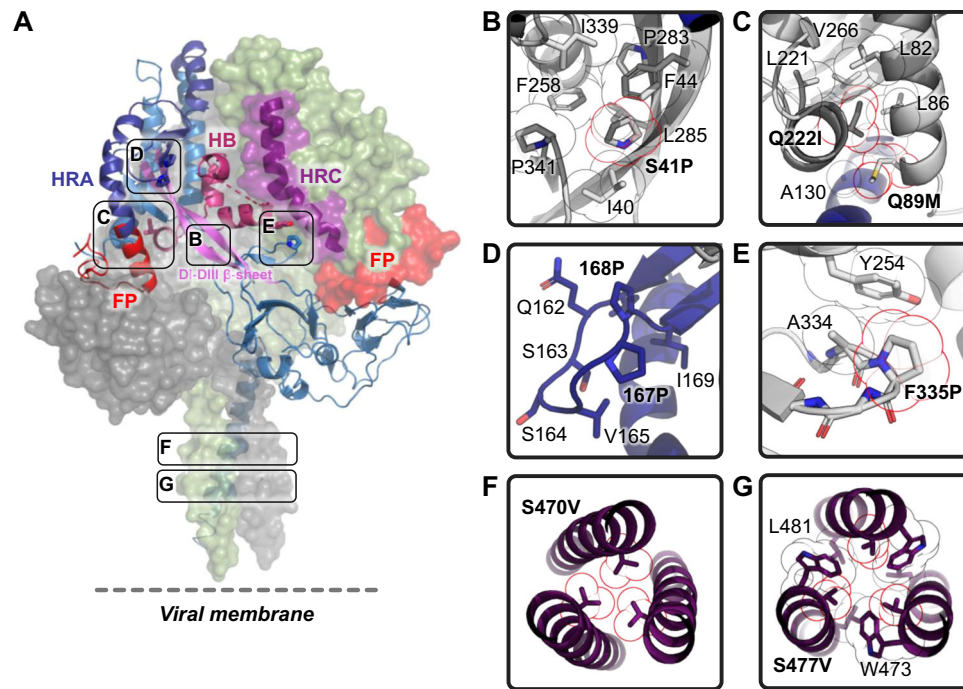 A
HB
D
HRA
HRC
C
E
B
FP
FP
D'-DIII β-sheet
F
G
Viral membrane
B
I339
P283
F258
F44
L285
P341
S41P
I40
C
V266
L82
L221
L86
Q222I
A130
Q89M
D
168P
Q162
S163
I169
167P
S164
V165
E
Y254
A334
F335P
F
S470V
G
L481
S477V
W473